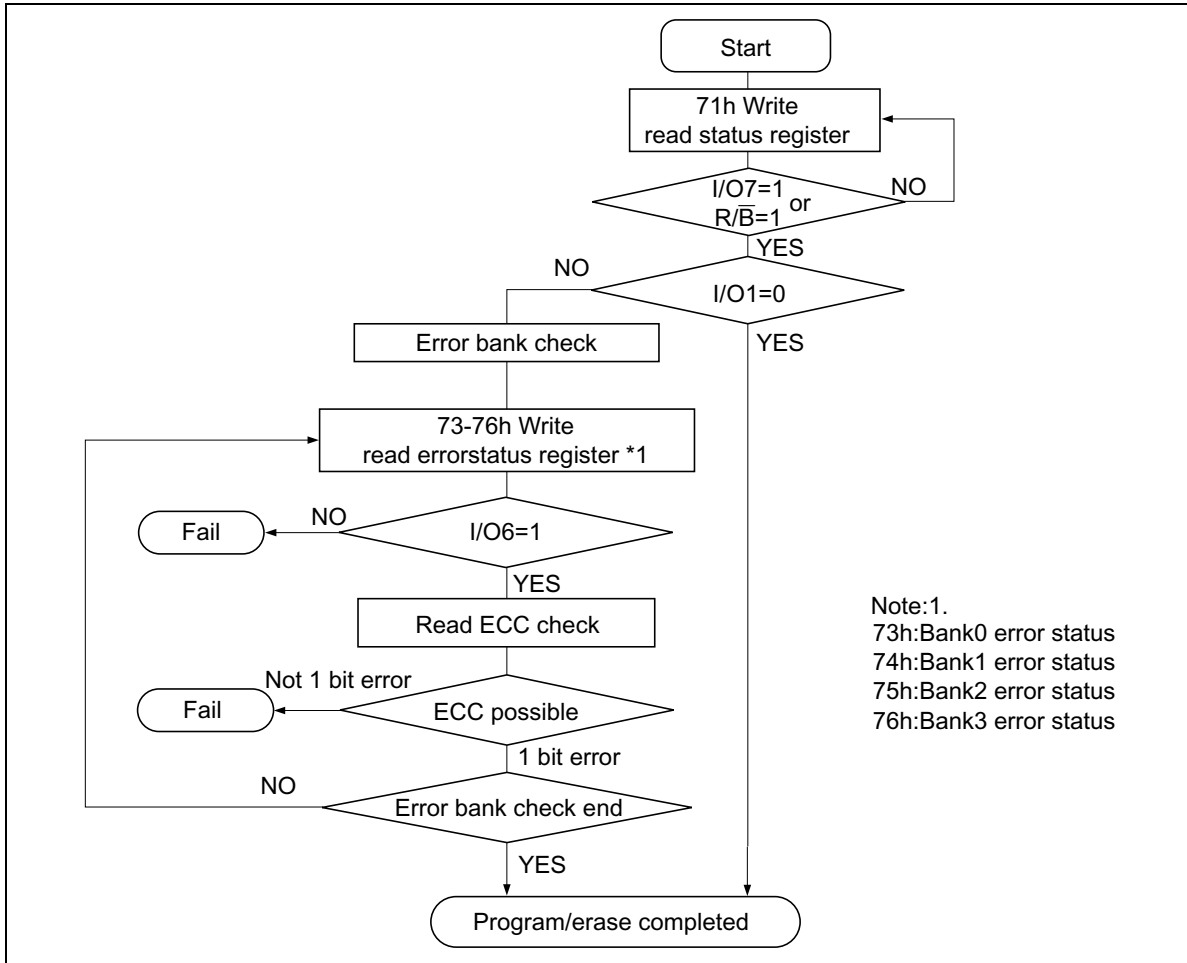 Start
71h Write
read status register
I/O7=1
or
R/B̅=1
NO
YES
NO
I/O1=0
YES
Error bank check
73-76h Write
read errorstatus register *1
Fail
NO
I/O6=1
YES
Read ECC check
Not 1 bit error
Fail
ECC possible
1 bit error
NO
Error bank check end
YES
Program/erase completed
Note:1.
73h:Bank0 error status
74h:Bank1 error status
75h:Bank2 error status
76h:Bank3 error status